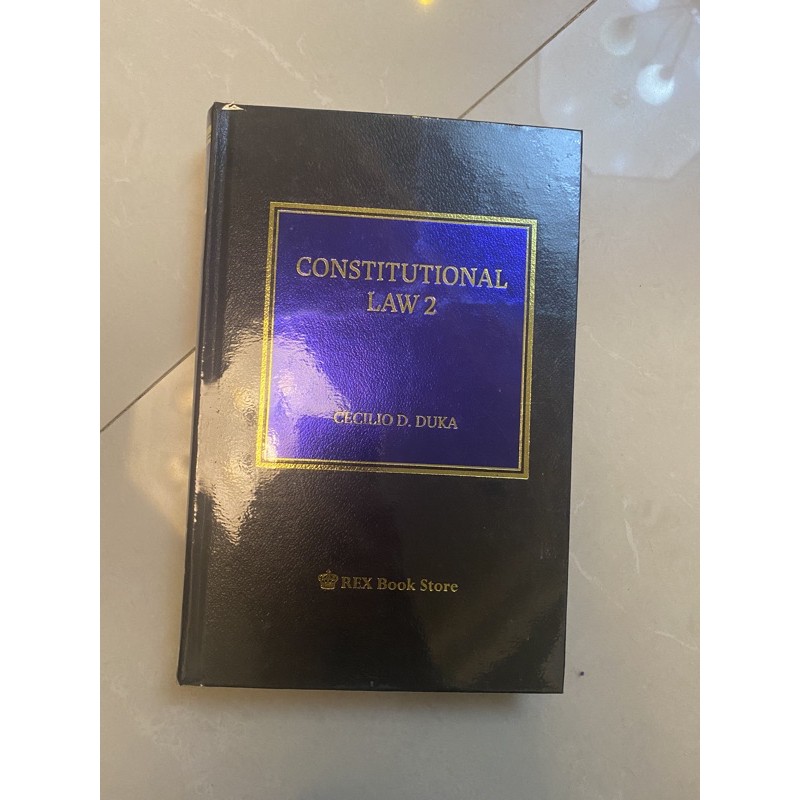 CONSTITUTIONAL
LAW 2
CECILIO D. DUKA
REX Book Store